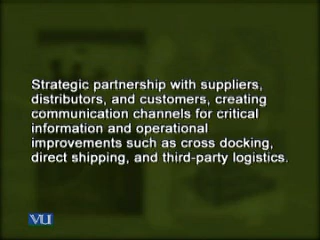 Strategic partnership with suppliers,
distributors, and customers, creating
communication channels for critical
information and operational
improvements such as cross docking,
direct shipping, and third-party logistics.
VU